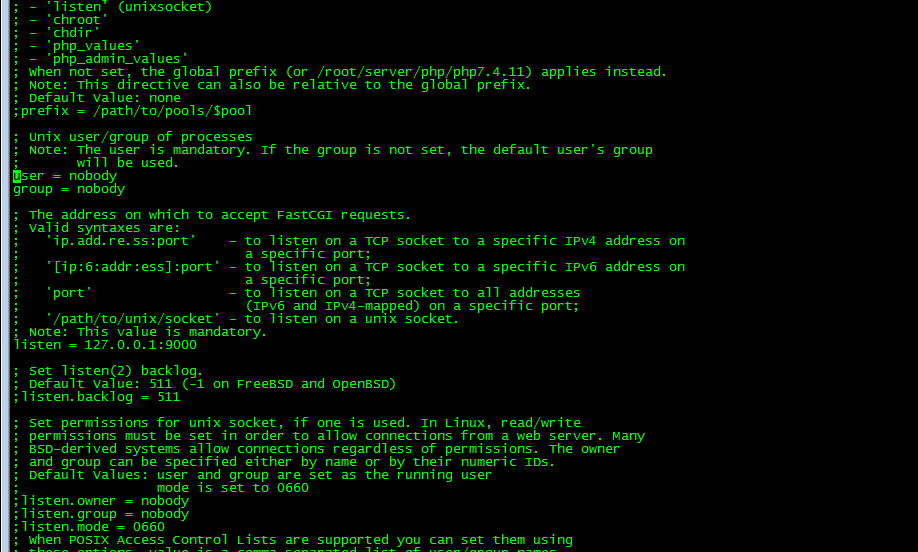 ; - 'listen' (unixsocket)
; - 'chroot'
; - 'chdir'
; - 'php_values'
; - 'php_admin_values'
; When not set, the global prefix (or /root/server/php/php7.4.11) applies instead.
; Note: This directive can also be relative to the global prefix.
; Default Value: none
;prefix = /path/to/pools/$pool

; Unix user/group of processes
; Note: The user is mandatory. If the group is not set, the default user's group
;       will be used.
user = nobody
group = nobody

; The address on which to accept FastCGI requests.
; Valid syntaxes are:
;   'ip.add.re.ss:port'    - to listen on a TCP socket to a specific IPv4 address on
;                            a specific port;
;   '[ip:6:addr:ess]:port' - to listen on a TCP socket to a specific IPv6 address on
;                            a specific port;
;   'port'                 - to listen on a TCP socket to all addresses
;                            (IPv6 and IPv4-mapped) on a specific port;
;   '/path/to/unix/socket' - to listen on a unix socket.
; Note: This value is mandatory.
listen = 127.0.0.1:9000

; Set listen(2) backlog.
; Default Value: 511 (-1 on FreeBSD and OpenBSD)
;listen.backlog = 511

; Set permissions for unix socket, if one is used. In Linux, read/write
; permissions must be set in order to allow connections from a web server. Many
; BSD-derived systems allow connections regardless of permissions. The owner
; and group can be specified either by name or by their numeric IDs.
; Default Values: user and group are set as the running user
;                 mode is set to 0660
;listen.owner = nobody
;listen.group = nobody
;listen.mode = 0660
; When POSIX Access Control Lists are supported you can set them using
; these options, value is a comma separated list of user/group names.